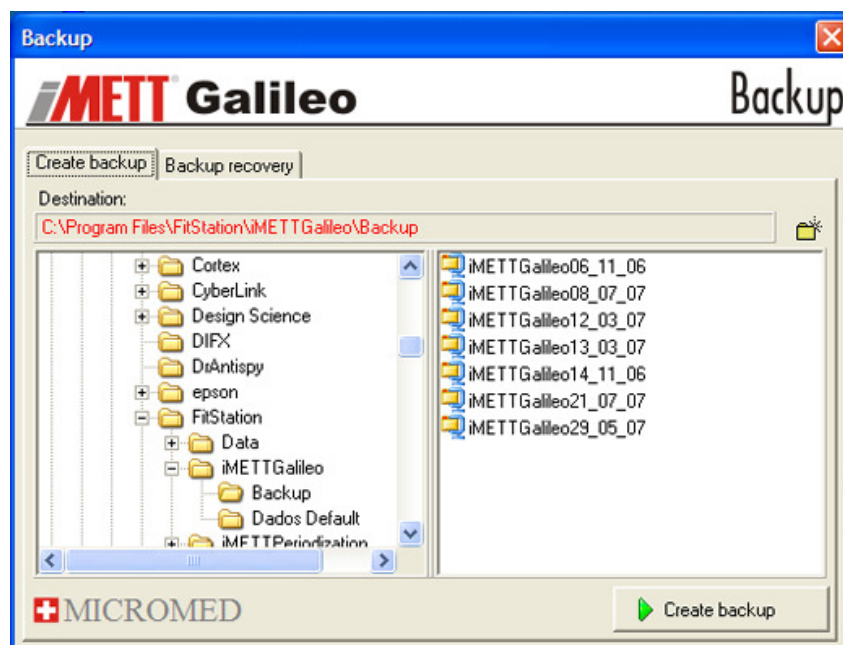 Backup
iMETT Galileo
Backup
Create backup
Backup recovery
Destination:
C:\Program Files\FitStation\iMETTGalileo\Backup
Cortex
CyberLink
Design Science
DIFX
DrAntispy
epson
FitStation
Data
iMETTGalileo
Backup
Dados Default
iMETTPeriodization
iMETTGalileo06_11_06
iMETTGalileo08_07_07
iMETTGalileo12_03_07
iMETTGalileo13_03_07
iMETTGalileo14_11_06
iMETTGalileo21_07_07
iMETTGalileo29_05_07
MICROMED
Create backup